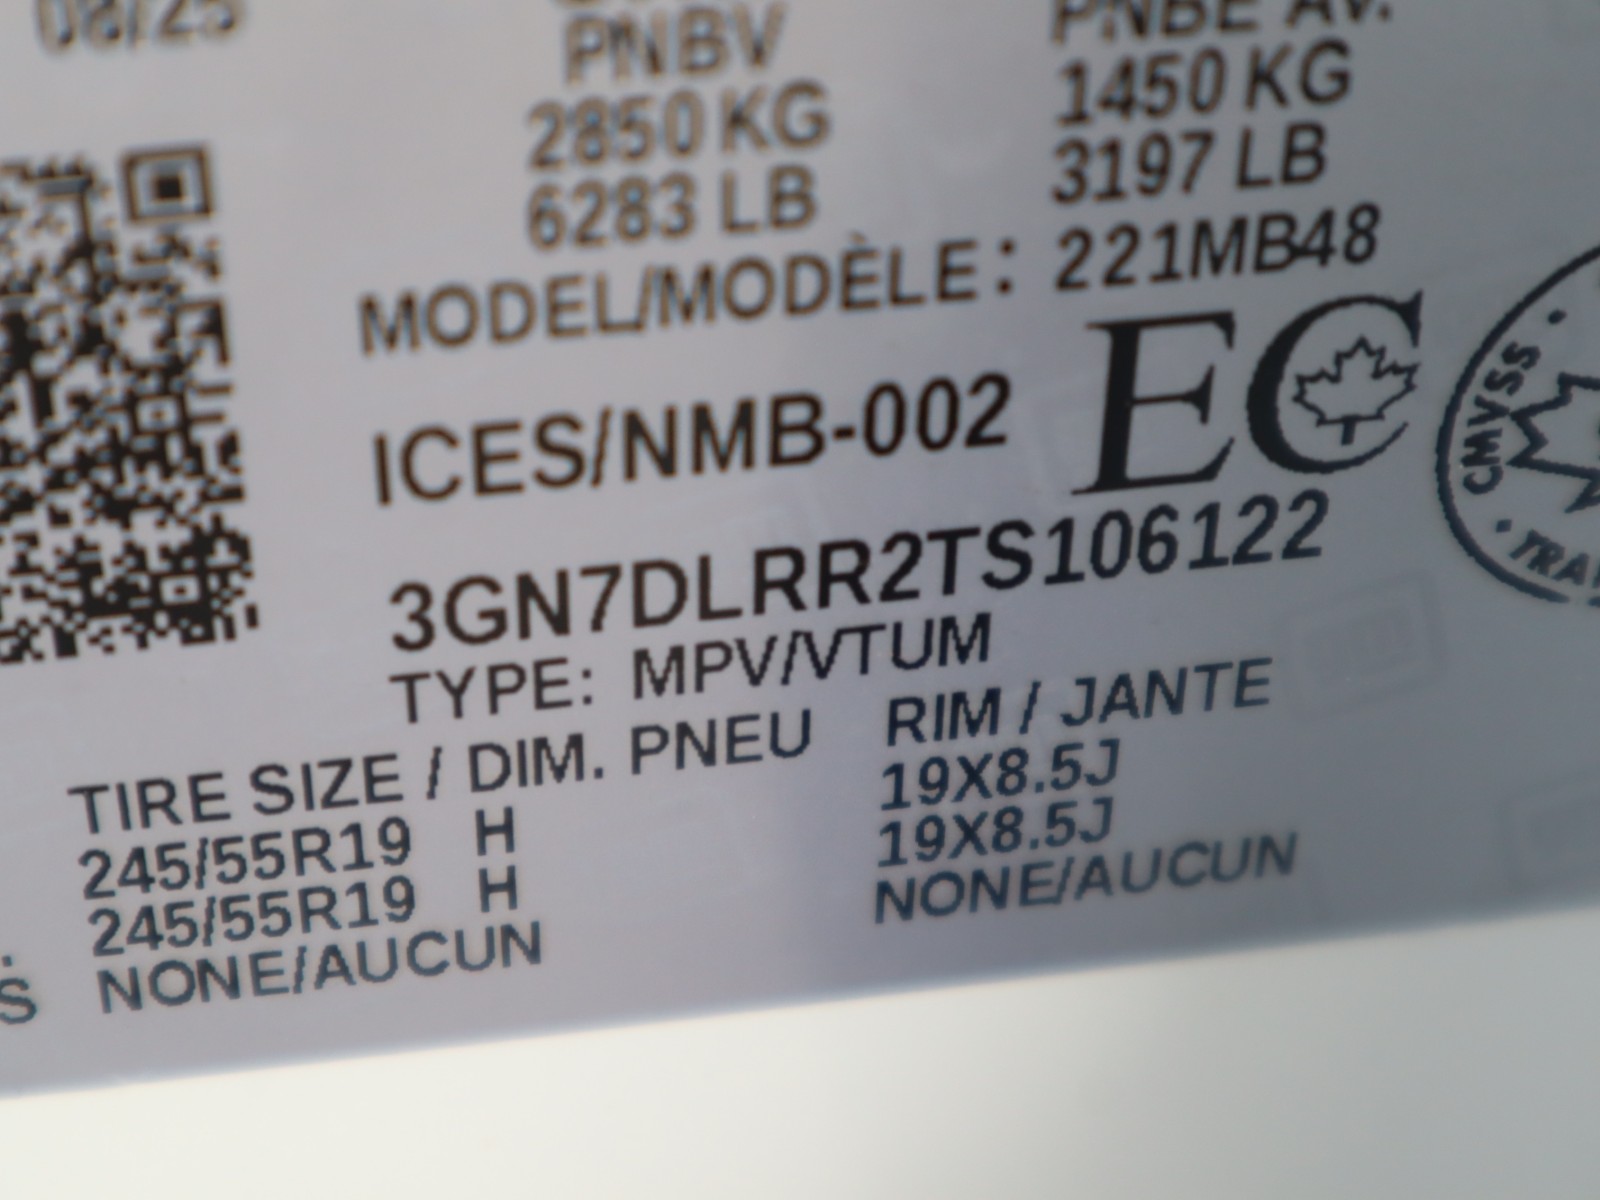 08/25
PNBV
2850 KG
6283 LB
PNBE AV.
1450 KG
3197 LB
MODEL/MODÈLE: 221MB48
ICES/NMB-002 EC
CMVSS
3GN7DLRR2TS106122
TYPE: MPV/VTUM
TIRE SIZE / DIM. PNEU RIM / JANTE
245/55R19 H 19X8.5J
245/55R19 H 19X8.5J
NONE/AUCUN NONE/AUCUN